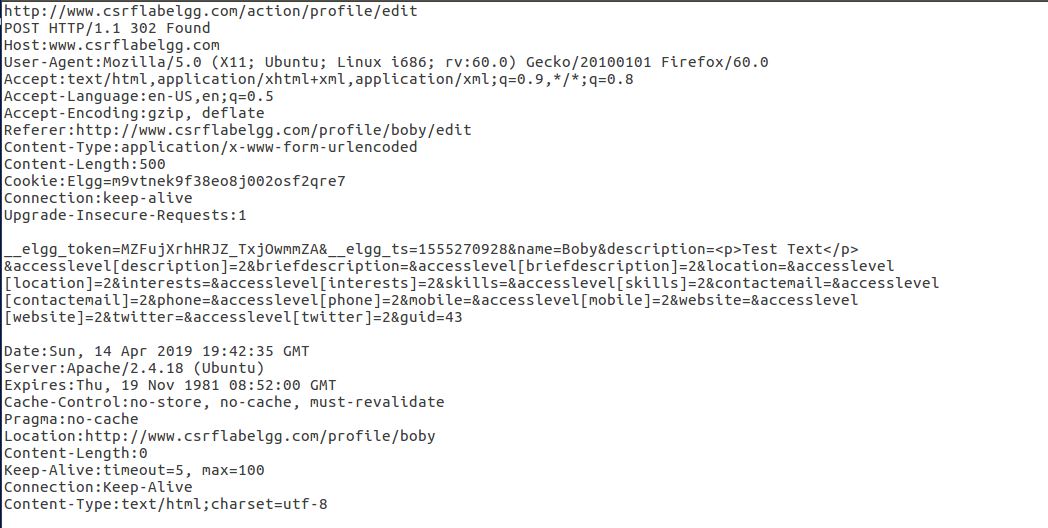 http://www.csrflabelgg.com/action/profile/edit
POST HTTP/1.1 302 Found
Host:www.csrflabelgg.com
User-Agent:Mozilla/5.0 (X11; Ubuntu; Linux i686; rv:60.0) Gecko/20100101 Firefox/60.0
Accept:text/html,application/xhtml+xml,application/xml;q=0.9,*/*;q=0.8
Accept-Language:en-US,en;q=0.5
Accept-Encoding:gzip, deflate
Referer:http://www.csrflabelgg.com/profile/boby/edit
Content-Type:application/x-www-form-urlencoded
Content-Length:500
Cookie:Elgg=m9vtnek9f38eo8j002osf2qre7
Connection:keep-alive
Upgrade-Insecure-Requests:1
__elgg_token=MZFujXrhHRJZ_TxjOwmmZA&__elgg_ts=1555270928&name=Boby&description=<p>Test Text</p>
&accesslevel[description]=2&briefdescription=&accesslevel[briefdescription]=2&location=&accesslevel
[location]=2&interests=&accesslevel[interests]=2&skills=&accesslevel[skills]=2&contactemail=&accesslevel
[contactemail]=2&phone=&accesslevel[phone]=2&mobile=&accesslevel[mobile]=2&website=&accesslevel
[website]=2&twitter=&accesslevel[twitter]=2&guid=43
Date:Sun, 14 Apr 2019 19:42:35 GMT
Server:Apache/2.4.18 (Ubuntu)
Expires:Thu, 19 Nov 1981 08:52:00 GMT
Cache-Control:no-store, no-cache, must-revalidate
Pragma:no-cache
Location:http://www.csrflabelgg.com/profile/boby
Content-Length:0
Keep-Alive:timeout=5, max=100
Connection:Keep-Alive
Content-Type:text/html;charset=utf-8